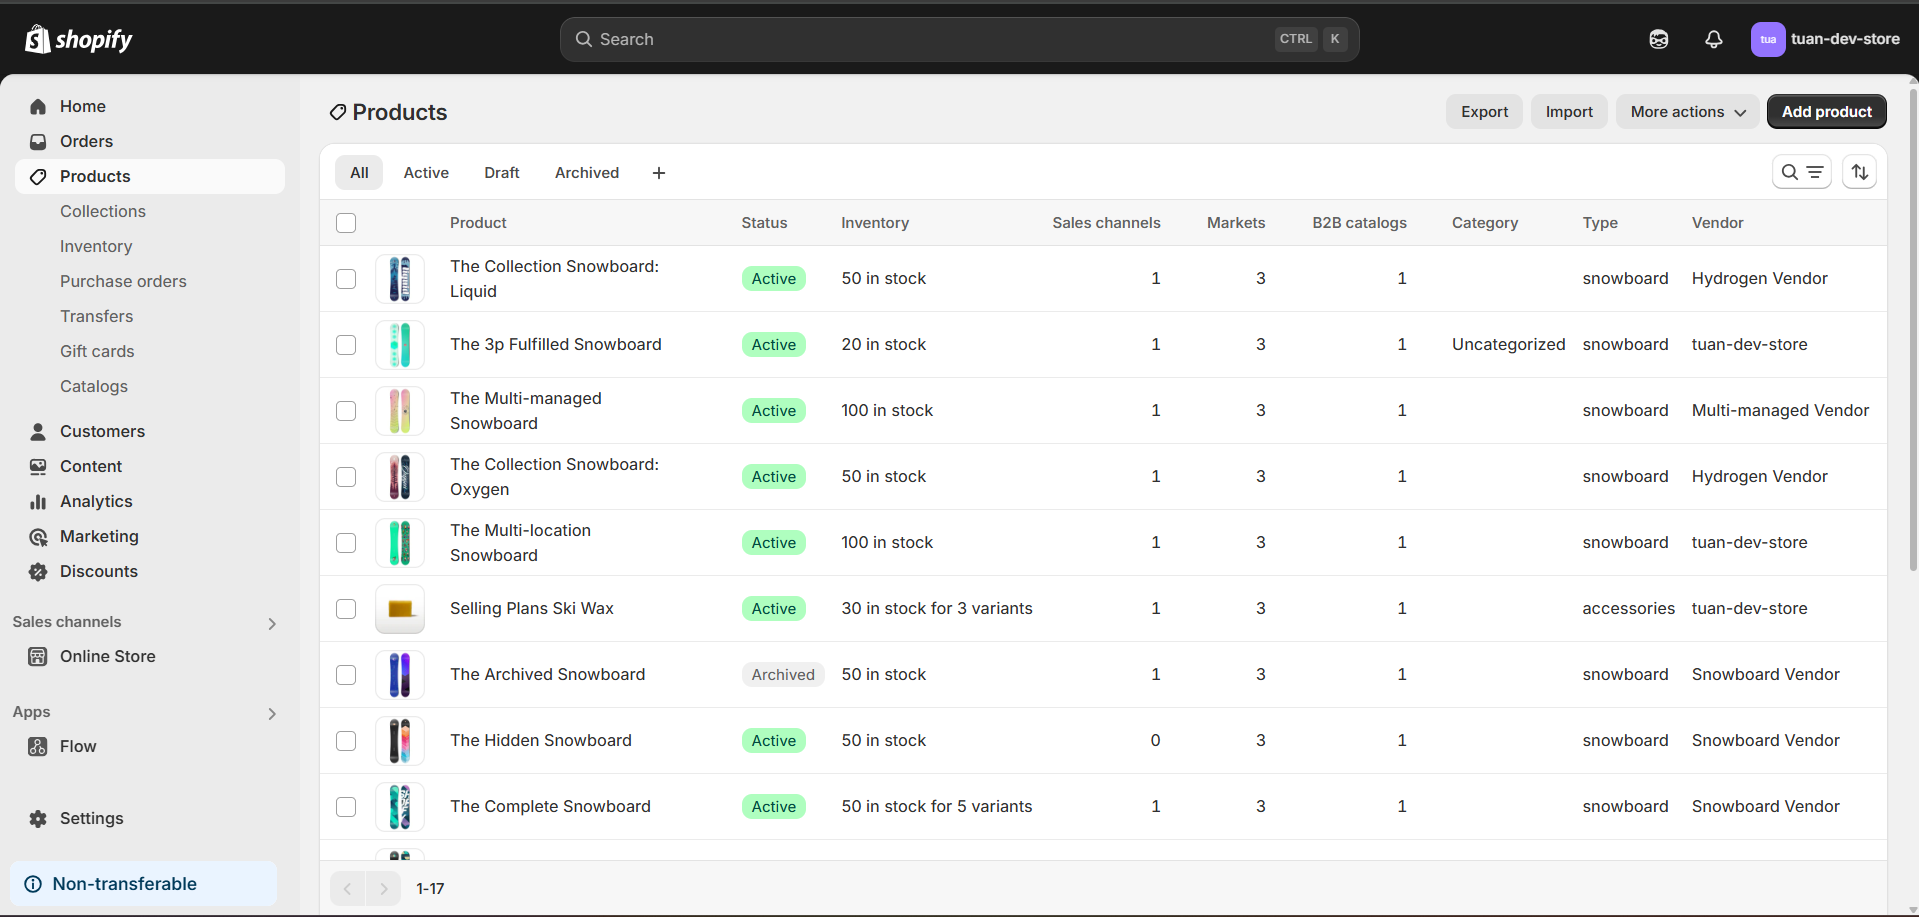 shopify
Search
CTRL K
tua
tuan-dev-store
Home
Orders
Products
Collections
Inventory
Purchase orders
Transfers
Gift cards
Catalogs
Customers
Content
Analytics
Marketing
Discounts
Sales channels
Online Store
Apps
Flow
Settings
Non-transferable
Products
Export Import More actions Add product
All Active Draft Archived +
Product Status Inventory Sales channels Markets B2B catalogs Category Type Vendor
The Collection Snowboard:
Liquid
Active 50 in stock 1 3 1 snowboard Hydrogen Vendor
The 3p Fulfilled Snowboard Active 20 in stock 1 3 1 Uncategorized snowboard tuan-dev-store
The Multi-managed
Snowboard
Active 100 in stock 1 3 1 snowboard Multi-managed Vendor
The Collection Snowboard:
Oxygen
Active 50 in stock 1 3 1 snowboard Hydrogen Vendor
The Multi-location
Snowboard
Active 100 in stock 1 3 1 snowboard tuan-dev-store
Selling Plans Ski Wax Active 30 in stock for 3 variants 1 3 1 accessories tuan-dev-store
The Archived Snowboard Archived 50 in stock 1 3 1 snowboard Snowboard Vendor
The Hidden Snowboard Active 50 in stock 0 3 1 snowboard Snowboard Vendor
The Complete Snowboard Active 50 in stock for 5 variants 1 3 1 snowboard Snowboard Vendor
1-17